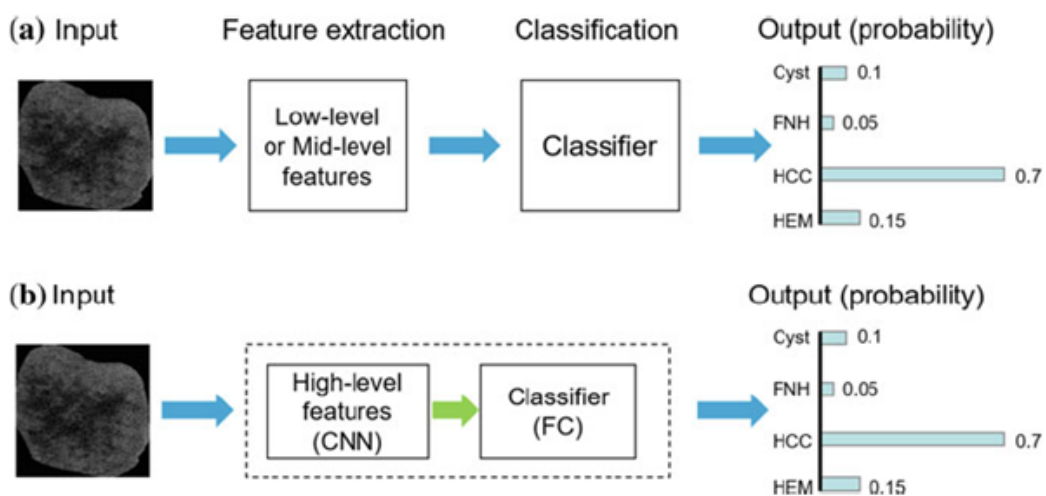 (a) Input Feature extraction Classification Output (probability)
Low-level
or Mid-level
features
Classifier
Cyst 0.1
FNH 0.05
HCC 0.7
HEM 0.15
(b) Input Output (probability)
High-level
features
(CNN)
Classifier
(FC)
Cyst 0.1
FNH 0.05
HCC 0.7
HEM 0.15